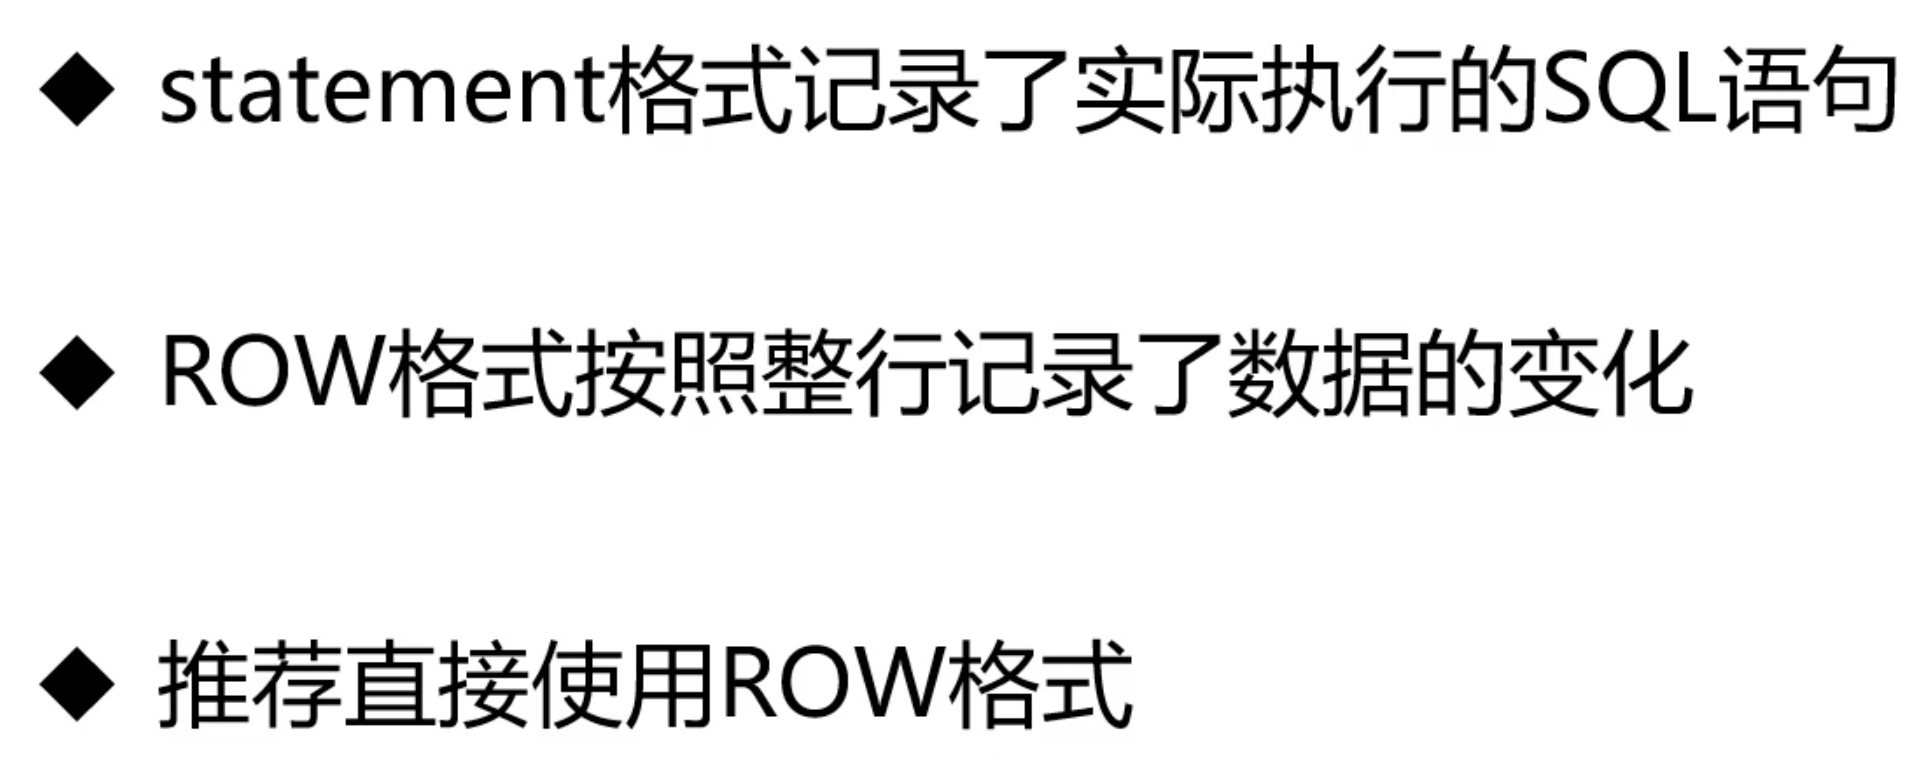 ◆ statement格式记录了实际执行的SQL语句
◆ ROW格式按照整行记录了数据的变化
◆ 推荐直接使用ROW格式